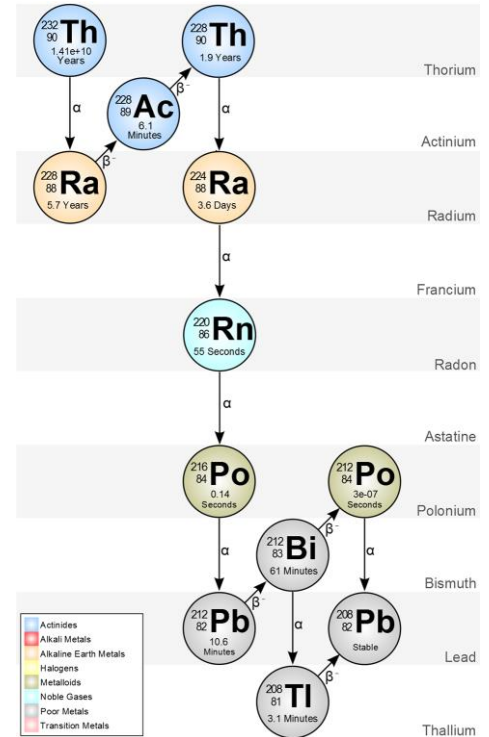 232
90 Th
1.41e+10
Years
228
90 Th
1.9 Years
Thorium
α
β⁻
α
228
89 Ac
6.1
Minutes
Actinium
β⁻
228
88 Ra
5.7 Years
224
88 Ra
3.6 Days
Radium
α
Francium
220
86 Rn
55 Seconds
Radon
α
Astatine
216
84 Po
0.14
Seconds
212
84 Po
3e-07
Seconds
Polonium
β⁻
α
α
212
83 Bi
61 Minutes
Bismuth
β⁻
212
82 Pb
10.6
Minutes
α
208
82 Pb
Stable
Lead
β⁻
208
81 Tl
3.1 Minutes
Thallium
Actinides
Alkali Metals
Alkaline Earth Metals
Halogens
Metalloids
Noble Gases
Poor Metals
Transition Metals